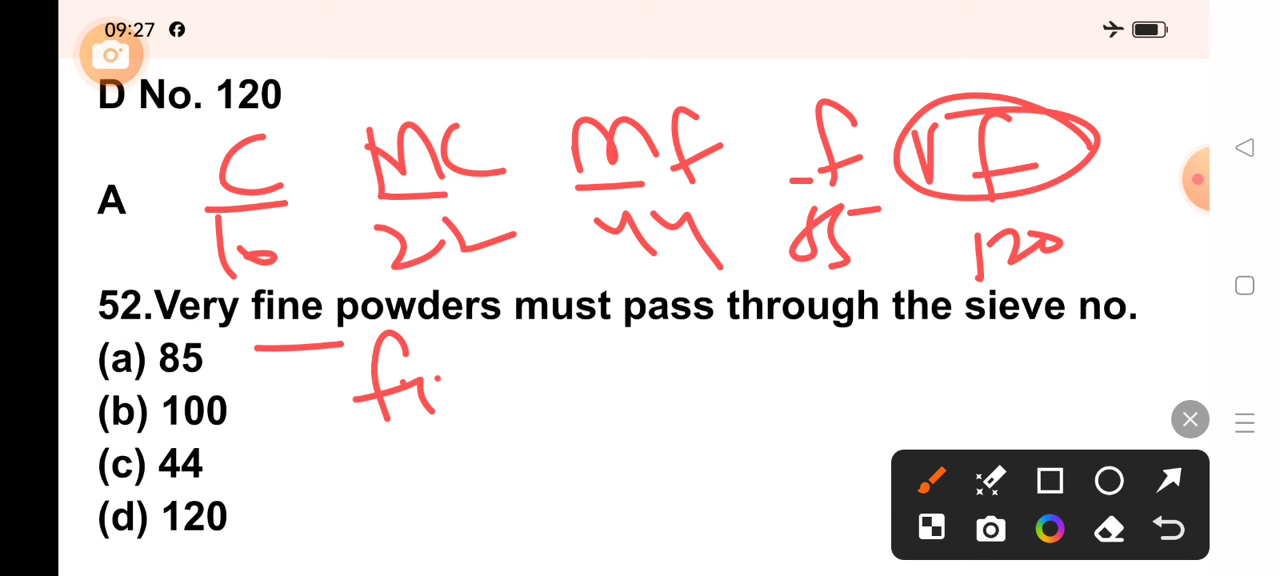 09:27
D No. 120
C MC mf f VF
A
10 22 44 85 120
52.Very fine powders must pass through the sieve no.
(a) 85
fi
(b) 100
(c) 44
(d) 120